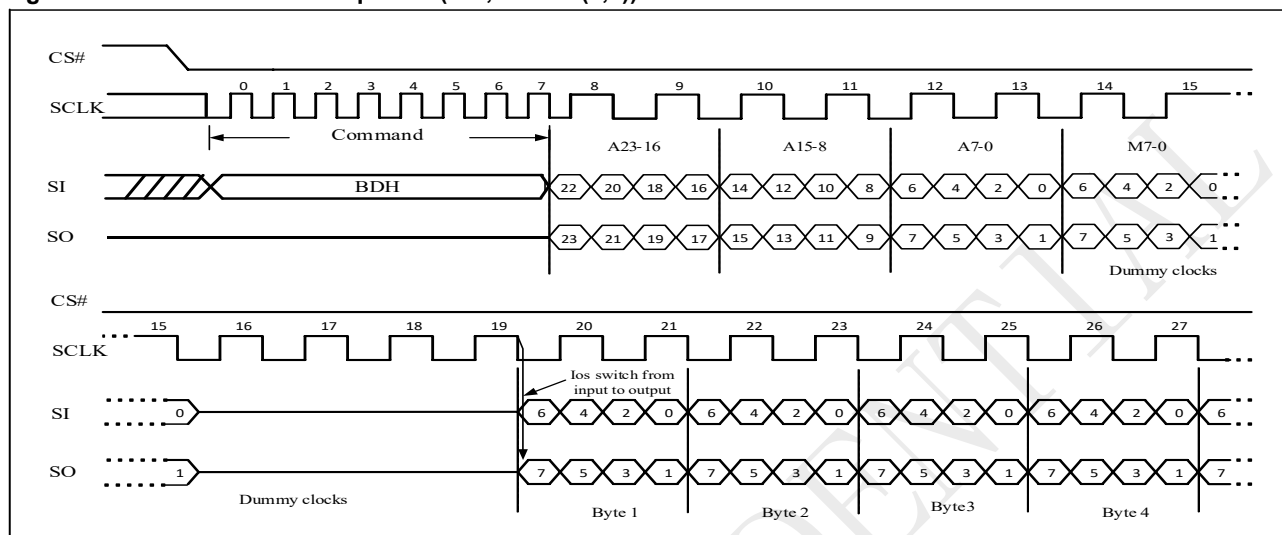 CS#
0 1 2 3 4 5 6 7 8 9 10 11 12 13 14 15
SCLK
Command
A23-16 A15-8 A7-0 M7-0
SI BDH 22 20 18 16 14 12 10 8 6 4 2 0 6 4 2 0
SO 23 21 19 17 15 13 11 9 7 5 3 1 7 5 3 1
Dummy clocks
CS#
15 16 17 18 19 20 21 22 23 24 25 26 27
SCLK
Ios switch from
input to output
SI 0 6 4 2 0 6 4 2 0 6 4 2 0 6 4 2 0 6
SO 1 7 5 3 1 7 5 3 1 7 5 3 1 7 5 3 1 7
Dummy clocks Byte 1 Byte 2 Byte3 Byte 4